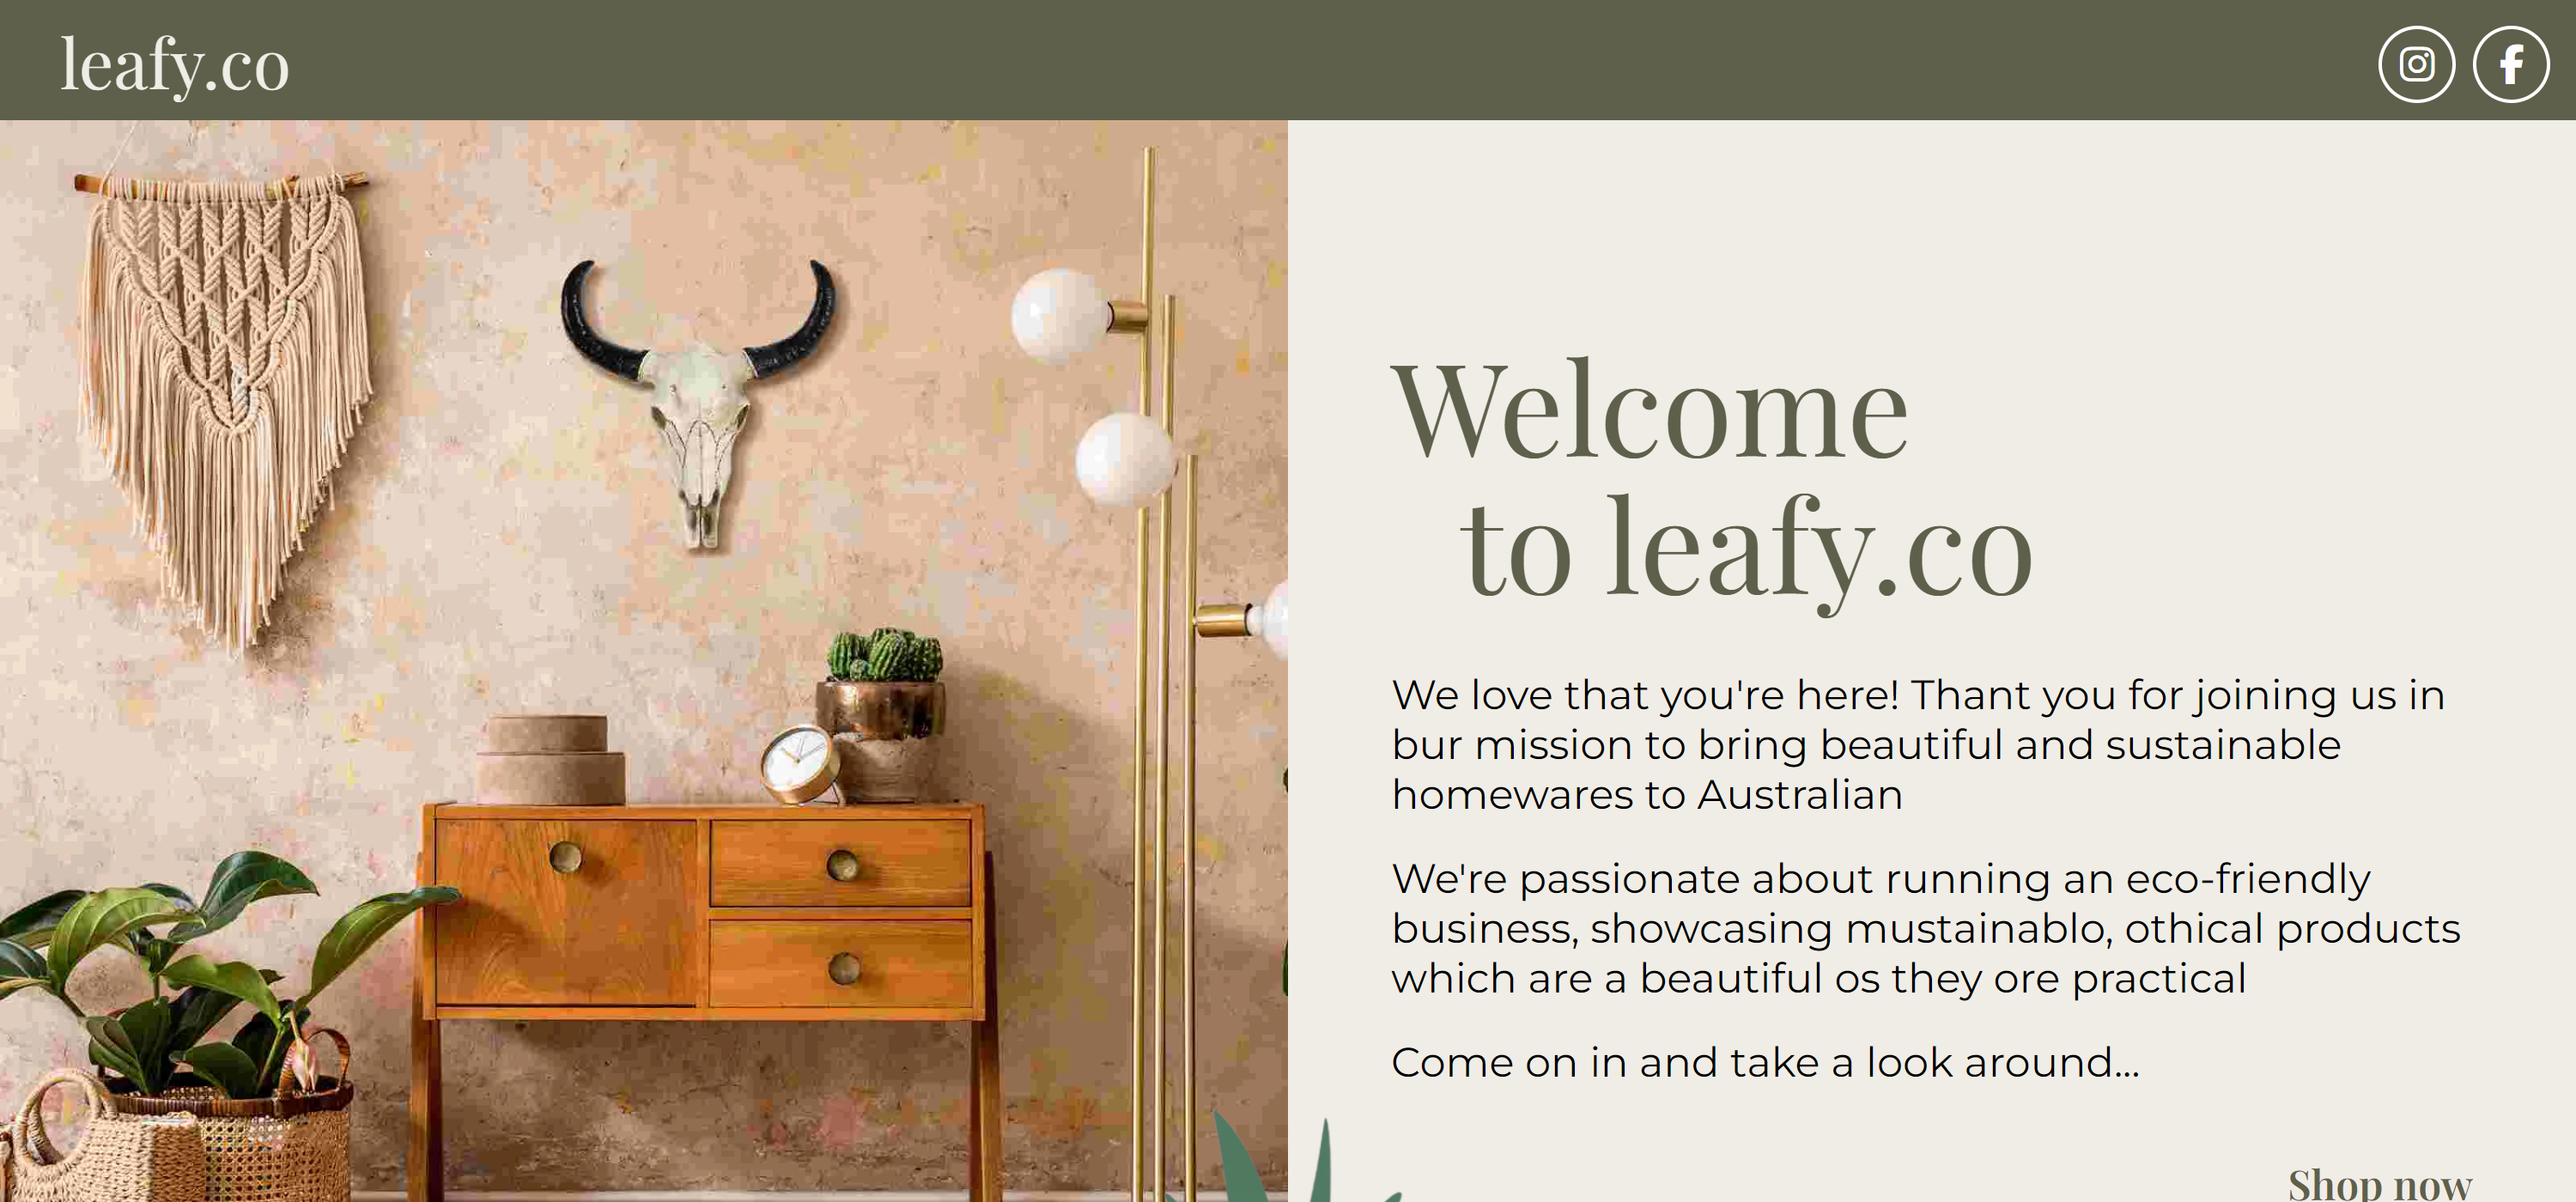 leafy.co
Welcome
to leafy.co
We love that you're here! Thant you for joining us in
bur mission to bring beautiful and sustainable
homewares to Australian
We're passionate about running an eco-friendly
business, showcasing mustainablo, othical products
which are a beautiful os they ore practical
Come on in and take a look around...
Shop now